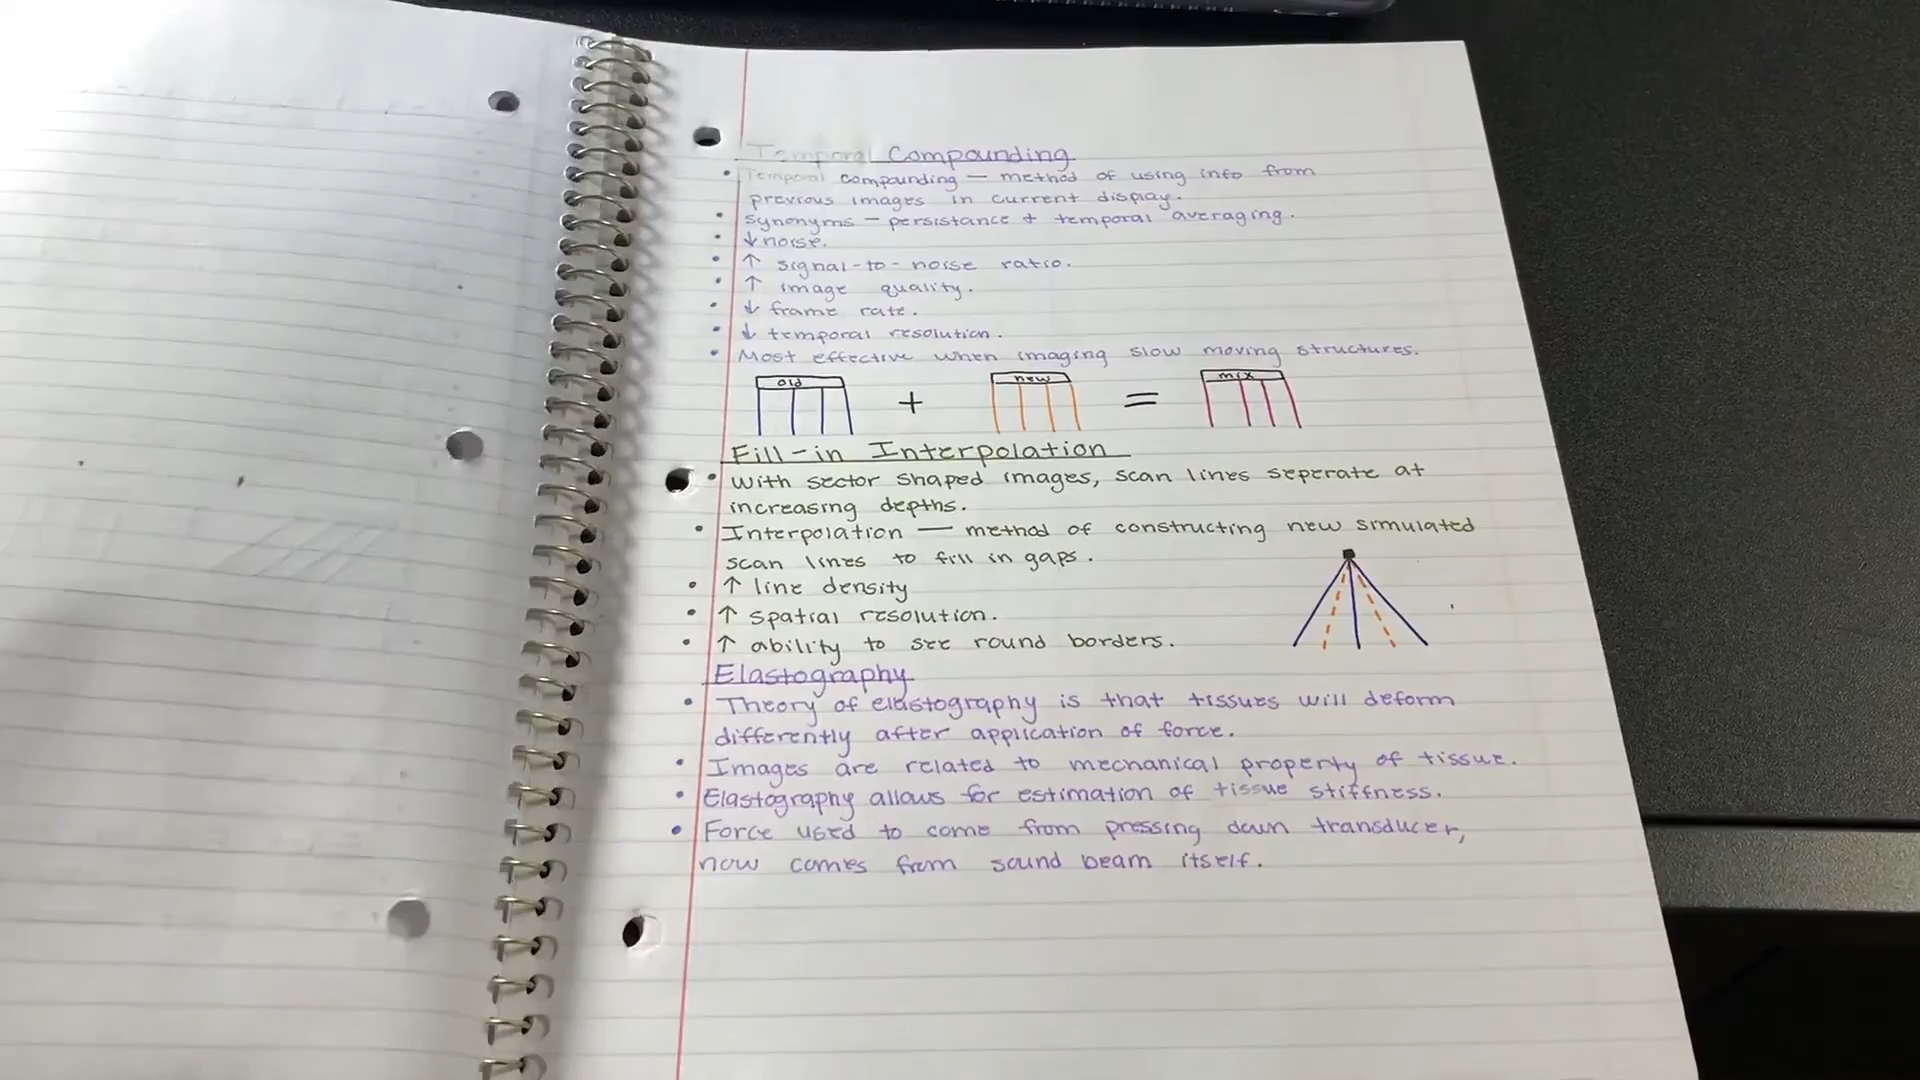 Temporal Compounding
• Temporal compounding — method of using info from
previous images in current display.
• Synonyms — persistance + temporal averaging.
• ↓ noise.
• ↑ signal-to-noise ratio.
• ↑ image quality.
• ↓ frame rate.
• ↓ temporal resolution.
• Most effective when imaging slow moving structures.
old + new = mix
Fill-in Interpolation
• With sector shaped images, scan lines seperate at
increasing depths.
• Interpolation — method of constructing new simulated
scan lines to fill in gaps.
• ↑ line density
• ↑ spatial resolution.
• ↑ ability to see round borders.
Elastography
• Theory of elastography is that tissues will deform
differently after application of force.
• Images are related to mechanical property of tissue.
• Elastography allows for estimation of tissue stiffness.
• Force used to come from pressing down transducer,
now comes from sound beam itself.